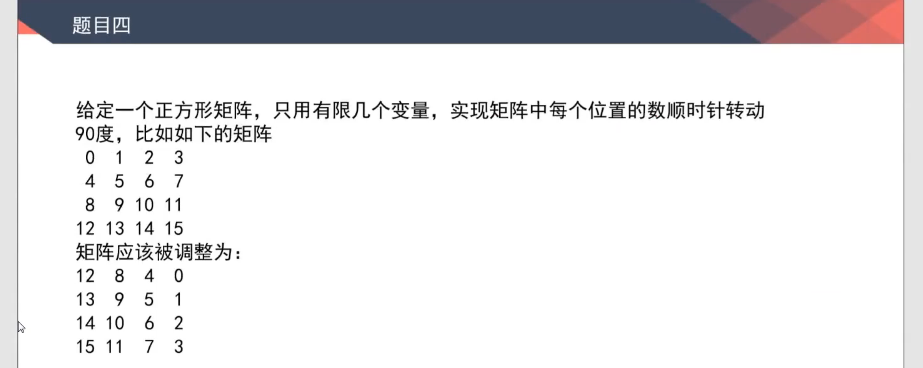 题目四
给定一个正方形矩阵，只用有限几个变量，实现矩阵中每个位置的数顺时针转动
90度，比如如下的矩阵
0 1 2 3
4 5 6 7
8 9 10 11
12 13 14 15
矩阵应该被调整为：
12 8 4 0
13 9 5 1
14 10 6 2
15 11 7 3